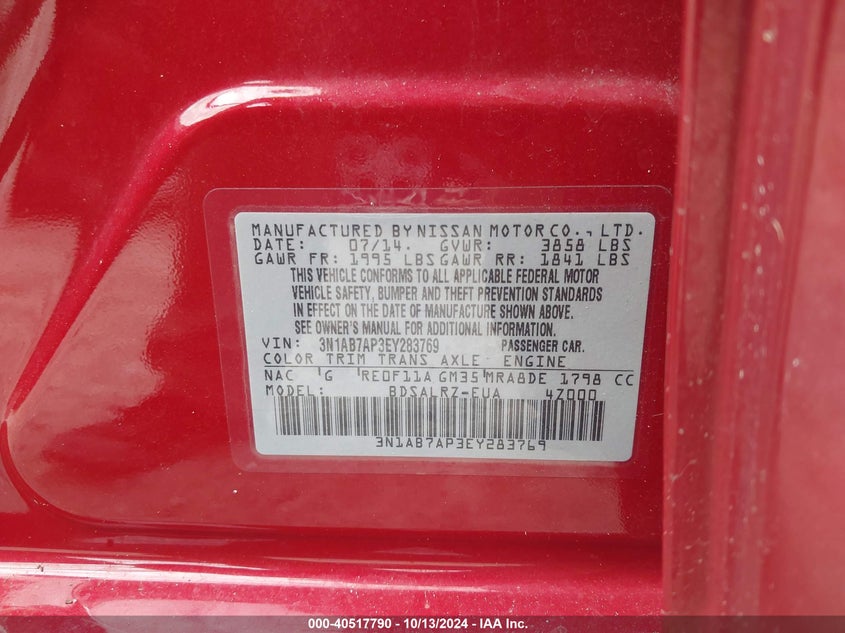 MANUFACTURED BY NISSAN MOTOR CO., LTD.
DATE: 07/14. GVWR: 3858 LBS
GAWR FR: 1995 LBS GAWR RR: 1841 LBS
THIS VEHICLE CONFORMS TO ALL APPLICABLE FEDERAL MOTOR
VEHICLE SAFETY, BUMPER AND THEFT PREVENTION STANDARDS
IN EFFECT ON THE DATE OF MANUFACTURE SHOWN ABOVE.
SEE OWNER'S MANUAL FOR ADDITIONAL INFORMATION.
VIN: 3N1AB7AP3EY283769 PASSENGER CAR.
COLOR TRIM TRANS AXLE ENGINE
NAC G RE0F11A GM35 MRA8DE 1798 CC
MODEL: BDSALRZ-EUA 4Z000
3N1AB7AP3EY283769
000-40517790 - 10/13/2024 - IAA Inc.